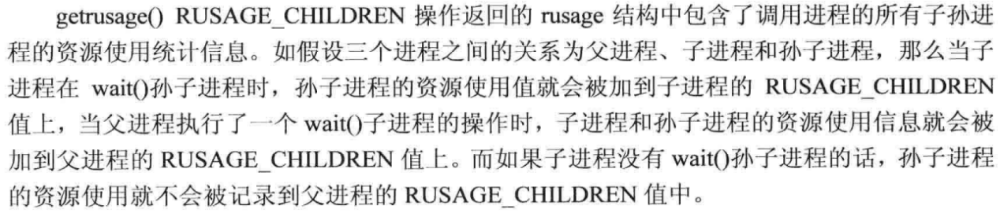 getrusage() RUSAGE_CHILDREN 操作返回的 rusage 结构中包含了调用进程的所有子孙进
程的资源使用统计信息。如假设三个进程之间的关系为父进程、子进程和孙子进程，那么当子
进程在 wait()孙子进程时，孙子进程的资源使用值就会被加到子进程的 RUSAGE_CHILDREN
值上，当父进程执行了一个 wait()子进程的操作时，子进程和孙子进程的资源使用信息就会被
加到父进程的 RUSAGE_CHILDREN 值上。而如果子进程没有 wait()孙子进程的话，孙子进程
的资源使用就不会被记录到父进程的 RUSAGE_CHILDREN 值中。